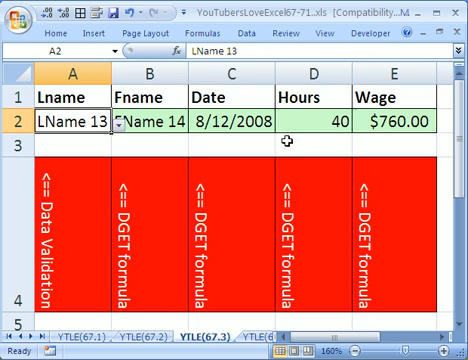 YouTubersLoveExcel67-71.xls [Compatibility...
Home Insert Page Layout Formulas Data Review View Developer
A2 LName 13
A B C D E
1 Lname Fname Date Hours Wage
2 LName 13 FName 14 8/12/2008 40 $760.00
3
4 <== Data Validation <== DGET formula <== DGET formula <== DGET formula <== DGET formula
5
YTLE(67.1) YTLE(67.2) YTLE(67.3) YTLE(6
Ready 160%